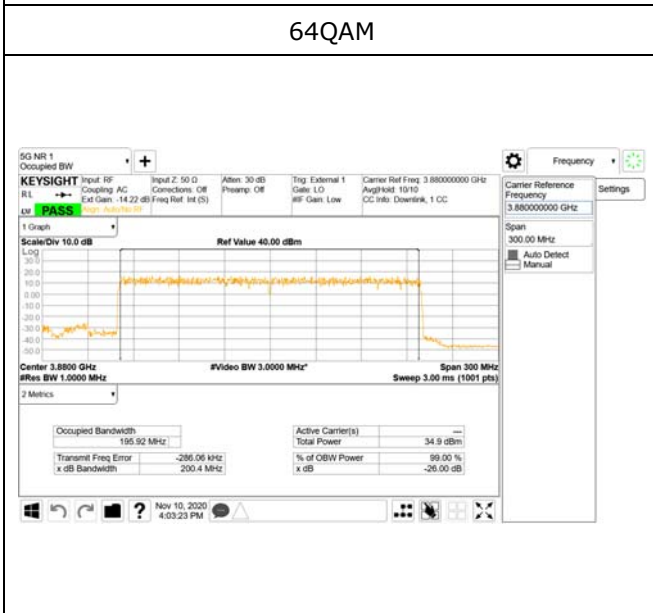 64QAM
5G NR 1
Occupied BW
Frequency
KEYSIGHT
RL
PASS
Input: RF
Coupling: AC
Ext Gain: -14.22 dB
Align: Auto/No RF
Input Z: 50 Ω
Corrections: Off
Freq Ref: Int (S)
Atten: 30 dB
Preamp: Off
Trig: External 1
Gate: LO
#IF Gain: Low
Carrier Ref Freq: 3.880000000 GHz
Avg|Hold: 10/10
CC Info: Downlink, 1 CC
Carrier Reference
Frequency
3.880000000 GHz
Settings
Span
300.00 MHz
Auto Detect
Manual
1 Graph
Scale/Div 10.0 dB
Ref Value 40.00 dBm
Log
30.0
20.0
10.0
0.00
-10.0
-20.0
-30.0
-40.0
-50.0
Center 3.8800 GHz
#Video BW 3.0000 MHz*
Span 300 MHz
#Res BW 1.0000 MHz
Sweep 3.00 ms (1001 pts)
2 Metrics
Occupied Bandwidth
195.92 MHz
Transmit Freq Error -286.06 kHz
x dB Bandwidth 200.4 MHz
Active Carrier(s) ---
Total Power 34.9 dBm
% of OBW Power 99.00 %
x dB -26.00 dB
Nov 10, 2020
4:03:23 PM